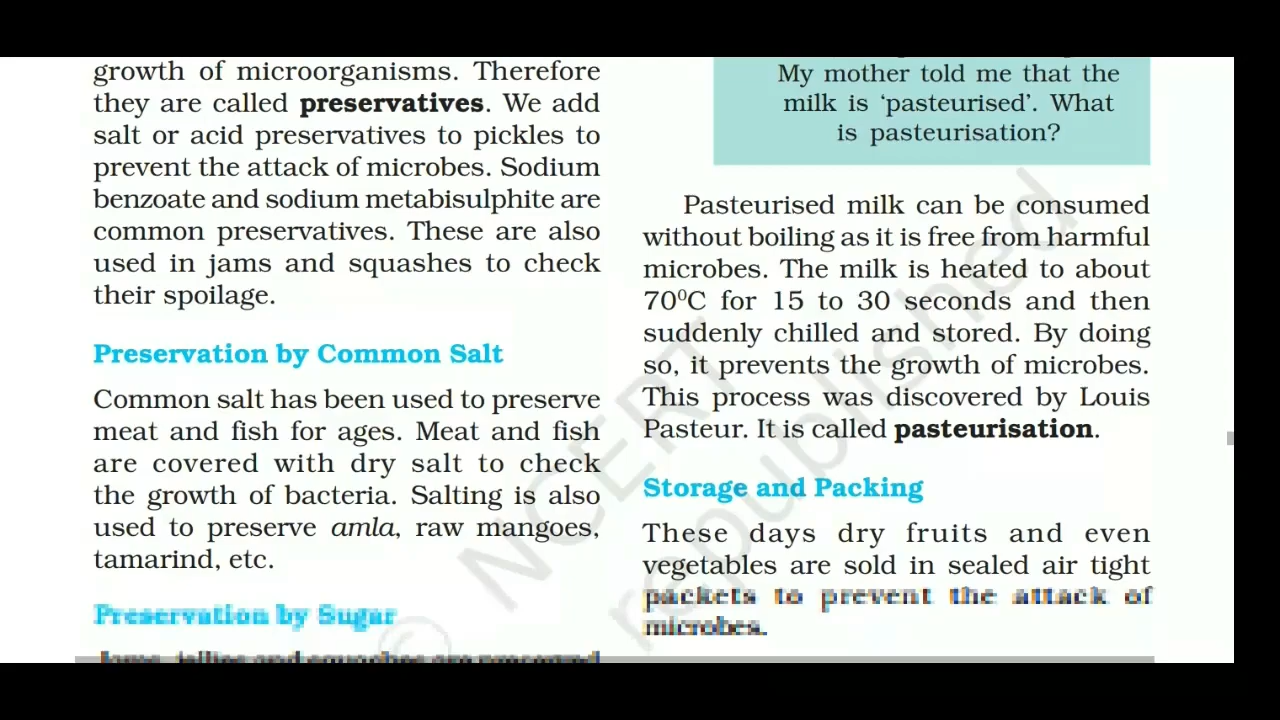 growth of microorganisms. Therefore
they are called preservatives. We add
salt or acid preservatives to pickles to
prevent the attack of microbes. Sodium
benzoate and sodium metabisulphite are
common preservatives. These are also
used in jams and squashes to check
their spoilage.
Preservation by Common Salt
Common salt has been used to preserve
meat and fish for ages. Meat and fish
are covered with dry salt to check
the growth of bacteria. Salting is also
used to preserve amla, raw mangoes,
tamarind, etc.
Preservation by Sugar
Jams, jellies and squashes are preserved
My mother told me that the
milk is ‘pasteurised’. What
is pasteurisation?
Pasteurised milk can be consumed
without boiling as it is free from harmful
microbes. The milk is heated to about
70⁰C for 15 to 30 seconds and then
suddenly chilled and stored. By doing
so, it prevents the growth of microbes.
This process was discovered by Louis
Pasteur. It is called pasteurisation.
Storage and Packing
These days dry fruits and even
vegetables are sold in sealed air tight
packets to prevent the attack of
microbes.
© NCERT
republished